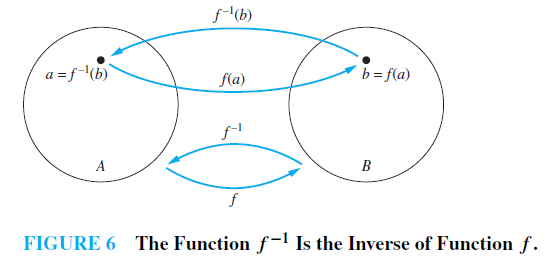 f⁻¹(b)
a = f⁻¹(b)
f(a)
b = f(a)
f⁻¹
A
B
f
FIGURE 6 The Function f⁻¹ Is the Inverse of Function f.